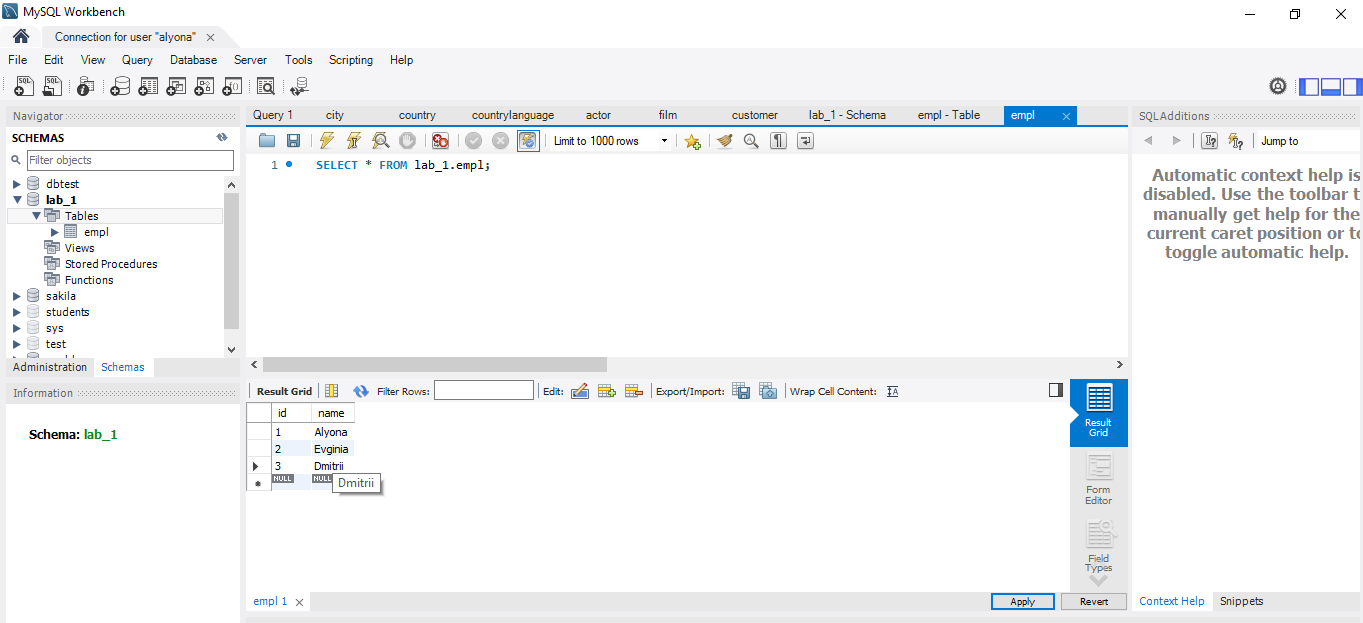 MySQL Workbench
Connection for user "alyona"
File Edit View Query Database Server Tools Scripting Help
Navigator
SCHEMAS
Filter objects
dbtest
lab_1
Tables
empl
Views
Stored Procedures
Functions
sakila
students
sys
test
Administration Schemas
Information
Schema: lab_1
Query 1 city country countrylanguage actor film customer lab_1 - Schema empl - Table empl
Limit to 1000 rows
1 SELECT * FROM lab_1.empl;
Result Grid Filter Rows: Edit: Export/Import: Wrap Cell Content:
id name
1 Alyona
2 Evginia
3 Dmitrii
NULL NULL
Dmitrii
Result
Grid
Form
Editor
Field
Types
empl 1
Apply Revert
SQLAdditions
Jump to
Automatic context help is
disabled. Use the toolbar t
manually get help for the
current caret position or to
toggle automatic help.
Context Help Snippets